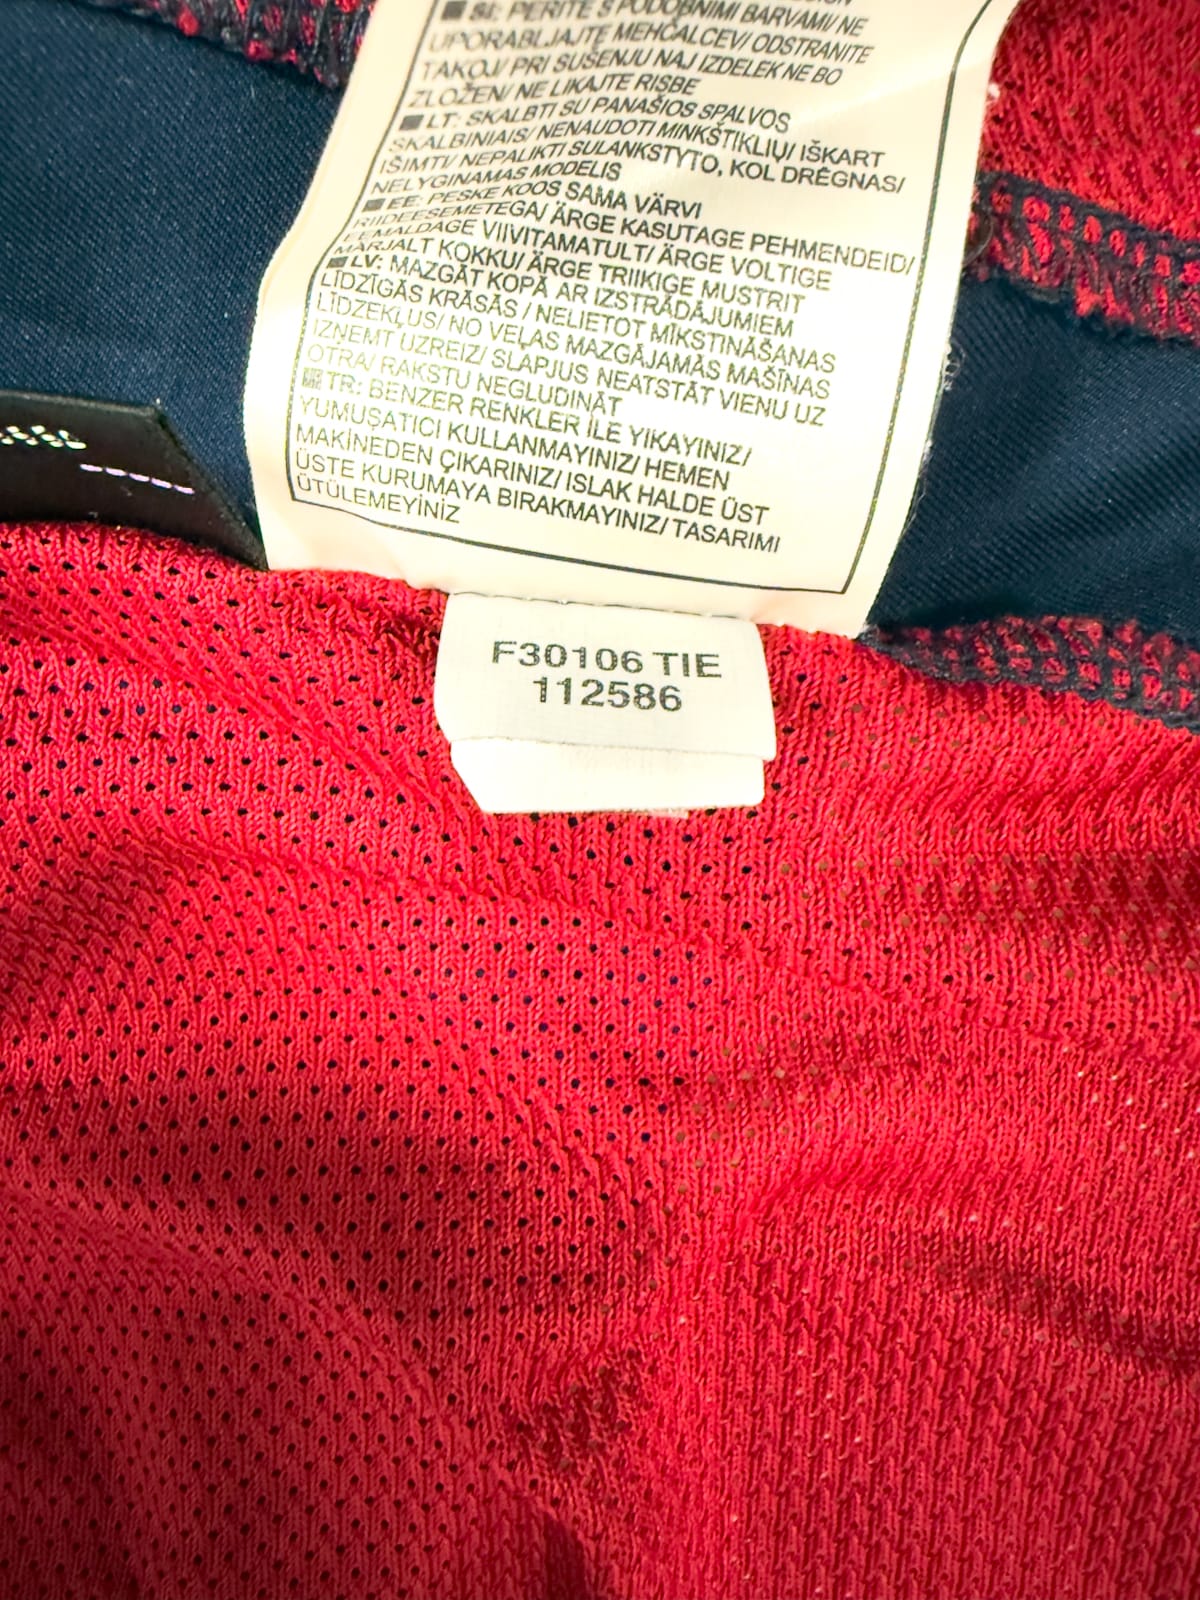 SI: PERITE S PODOBNIMI BARVAMI/ NE
UPORABLJAJTE MEHČALCEV/ ODSTRANITE
TAKOJ/ PRI SUŠENJU NAJ IZDELEK NE BO
ZLOŽEN/ NE LIKAJTE RISBE
LT: SKALBTI SU PANAŠIOS SPALVOS
SKALBINIAIS/ NENAUDOTI MINKŠTIKLIŲ/ IŠKART
IŠIMTI/ NEPALIKTI SULANKSTYTO, KOL DRĖGNAS/
NELYGINAMAS MODELIS
EE: PESKE KOOS SAMA VÄRVI
RIIDEESEMETEGA/ ÄRGE KASUTAGE PEHMENDEID/
EEMALDAGE VIIVITAMATULT/ ÄRGE VOLTIGE
MÄRJALT KOKKU/ ÄRGE TRIIKIGE MUSTRIT
LV: MAZGĀT KOPĀ AR IZSTRĀDĀJUMIEM
LĪDZĪGĀS KRĀSĀS / NELIETOT MĪKSTINĀŠANAS
LĪDZEKĻUS/ NO VEĻAS MAZGĀJAMĀS MAŠĪNAS
IZŅEMT UZREIZ/ SLAPJUS NEATSTĀT VIENU UZ
OTRA/ RAKSTU NEGLUDINĀT
TR: BENZER RENKLER İLE YIKAYINIZ/
YUMUŞATICI KULLANMAYINIZ/ HEMEN
MAKİNEDEN ÇIKARINIZ/ ISLAK HALDE ÜST
ÜSTE KURUMAYA BIRAKMAYINIZ/ TASARIMI
ÜTÜLEMEYİNİZ
F30106 TIE
112586